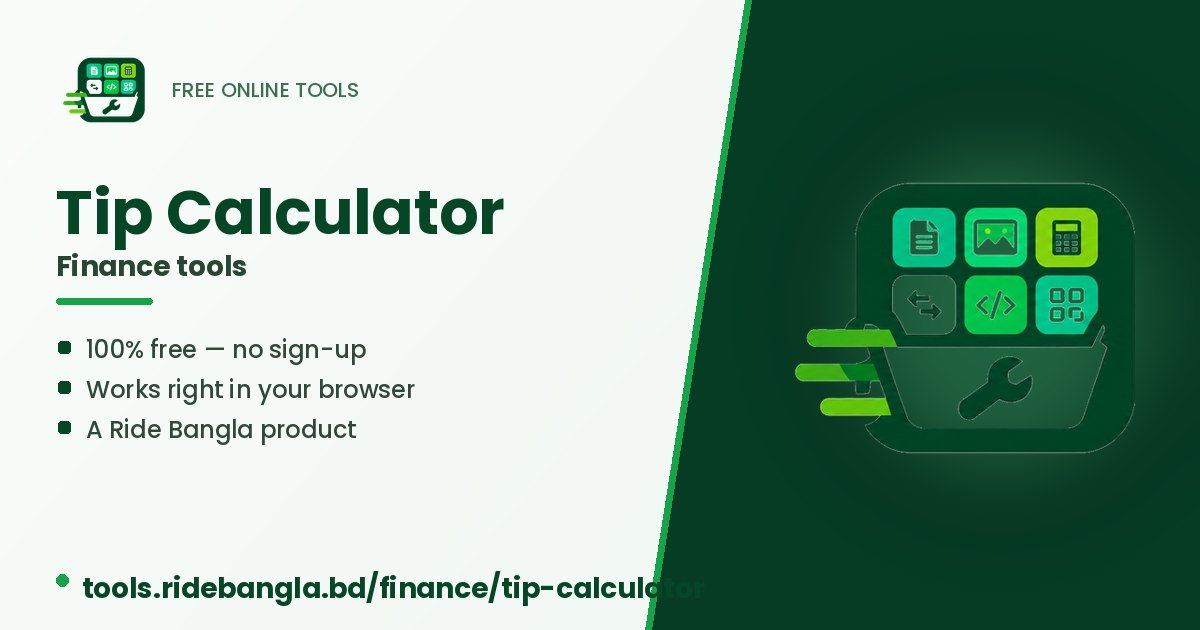 FREE ONLINE TOOLS
Tip Calculator
Finance tools
100% free — no sign-up
Works right in your browser
A Ride Bangla product
tools.ridebangla.bd/finance/tip-calculator